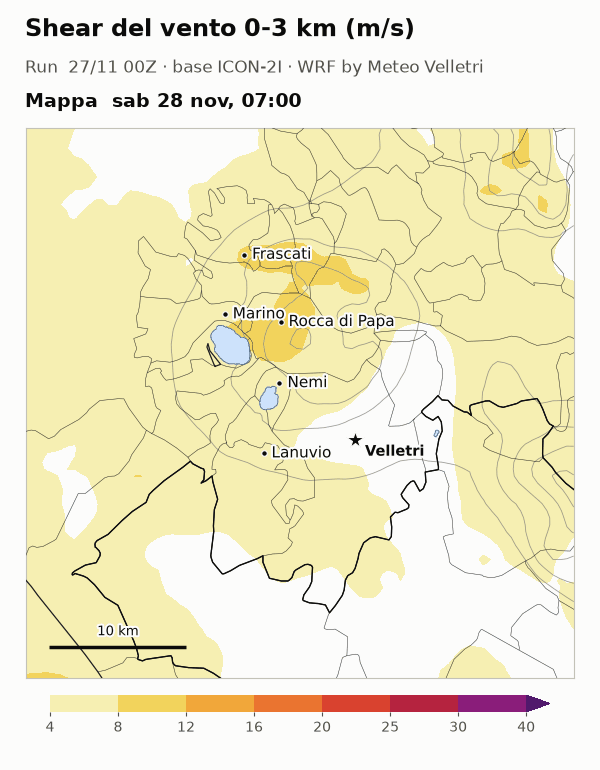 Shear del vento 0-3 km (m/s)
Run  27/11 00Z · base ICON-2I · WRF by Meteo Velletri
Mappa  sab 28 nov, 07:00
Frascati
Marino
Rocca di Papa
Nemi
Velletri
Lanuvio
10 km
4 8 12 16 20 25 30 40